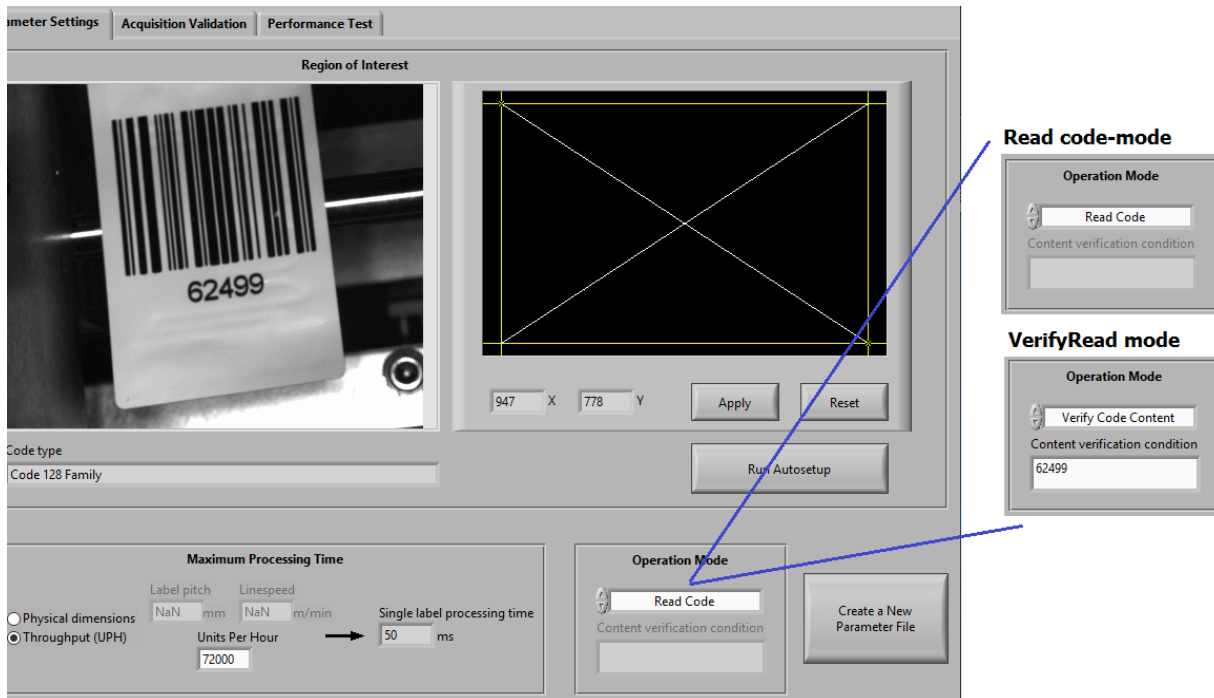 ameter Settings
Acquisition Validation
Performance Test
Region of Interest
62499
947 X 778 Y
Apply
Reset
Code type
Code 128 Family
Run Autosetup
Maximum Processing Time
Label pitch
Linespeed
NaN mm
NaN m/min
Physical dimensions
Throughput (UPH)
Units Per Hour
72000
Single label processing time
50 ms
Operation Mode
Read Code
Content verification condition
Create a New
Parameter File
Read code-mode
Operation Mode
Read Code
Content verification condition
VerifyRead mode
Operation Mode
Verify Code Content
Content verification condition
62499